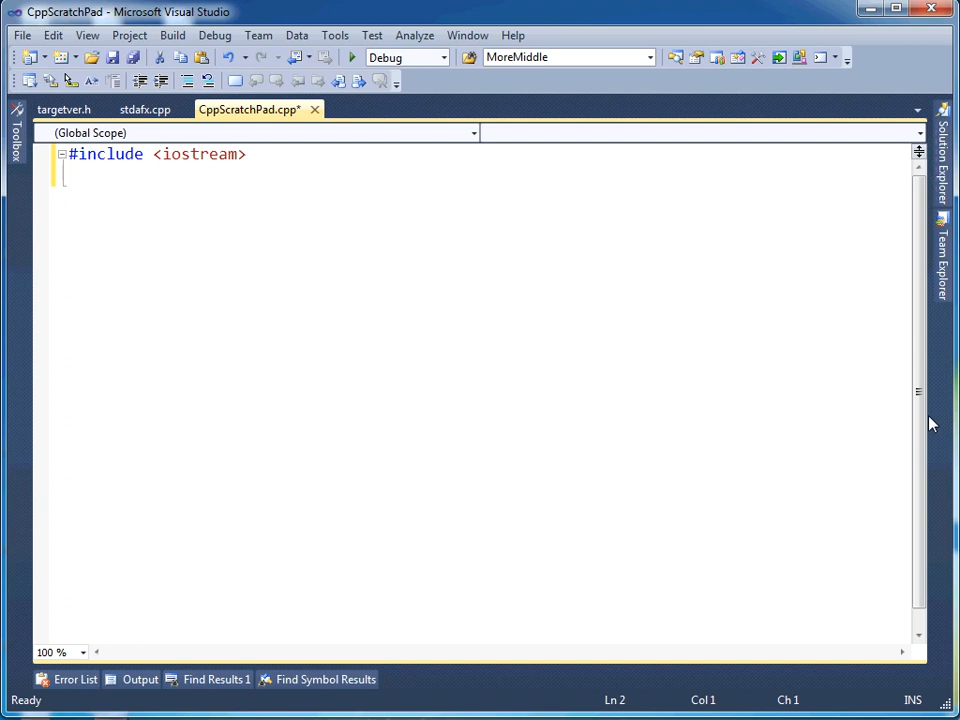 CppScratchPad - Microsoft Visual Studio
File Edit View Project Build Debug Team Data Tools Test Analyze Window Help
Debug MoreMiddle
targetver.h stdafx.cpp CppScratchPad.cpp*
(Global Scope)
#include <iostream>
Toolbox
Solution Explorer
Team Explorer
100 %
Error List Output Find Results 1 Find Symbol Results
Ready Ln 2 Col 1 Ch 1 INS